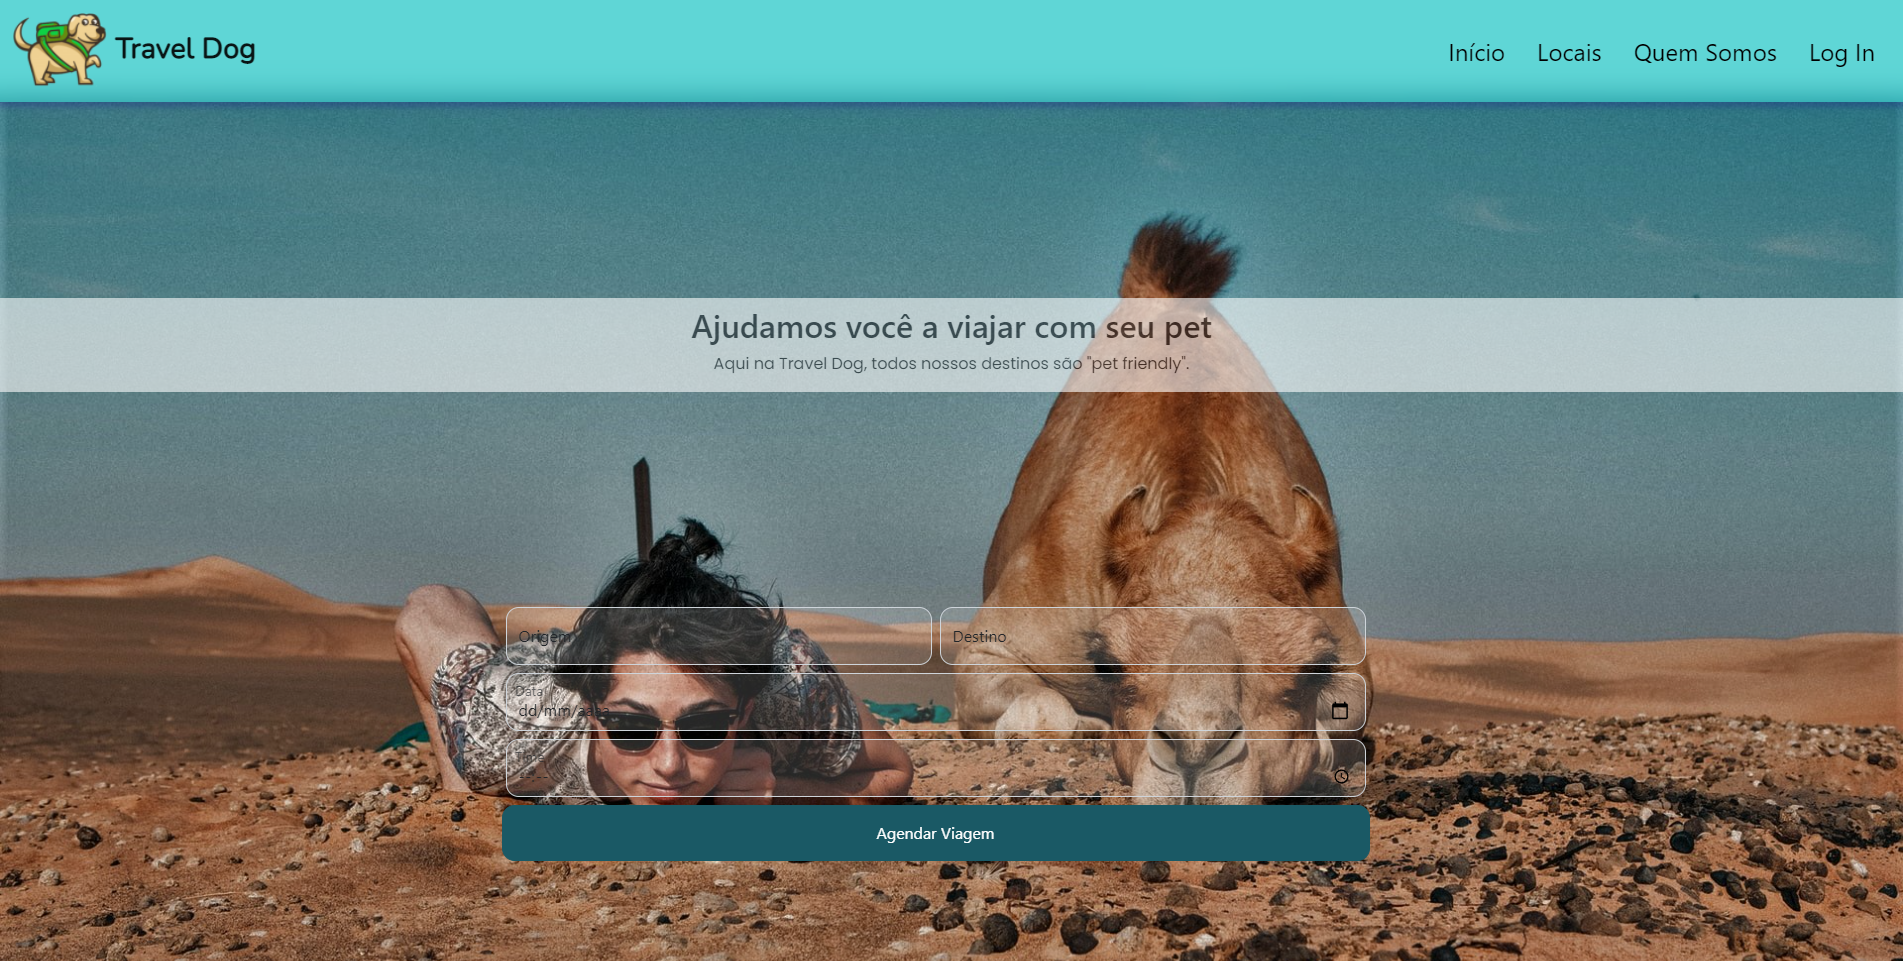 Travel Dog
Início Locais Quem Somos Log In
Ajudamos você a viajar com seu pet
Aqui na Travel Dog, todos nossos destinos são "pet friendly".
Origem
Destino
Data
dd/mm/aaaa
Agendar Viagem